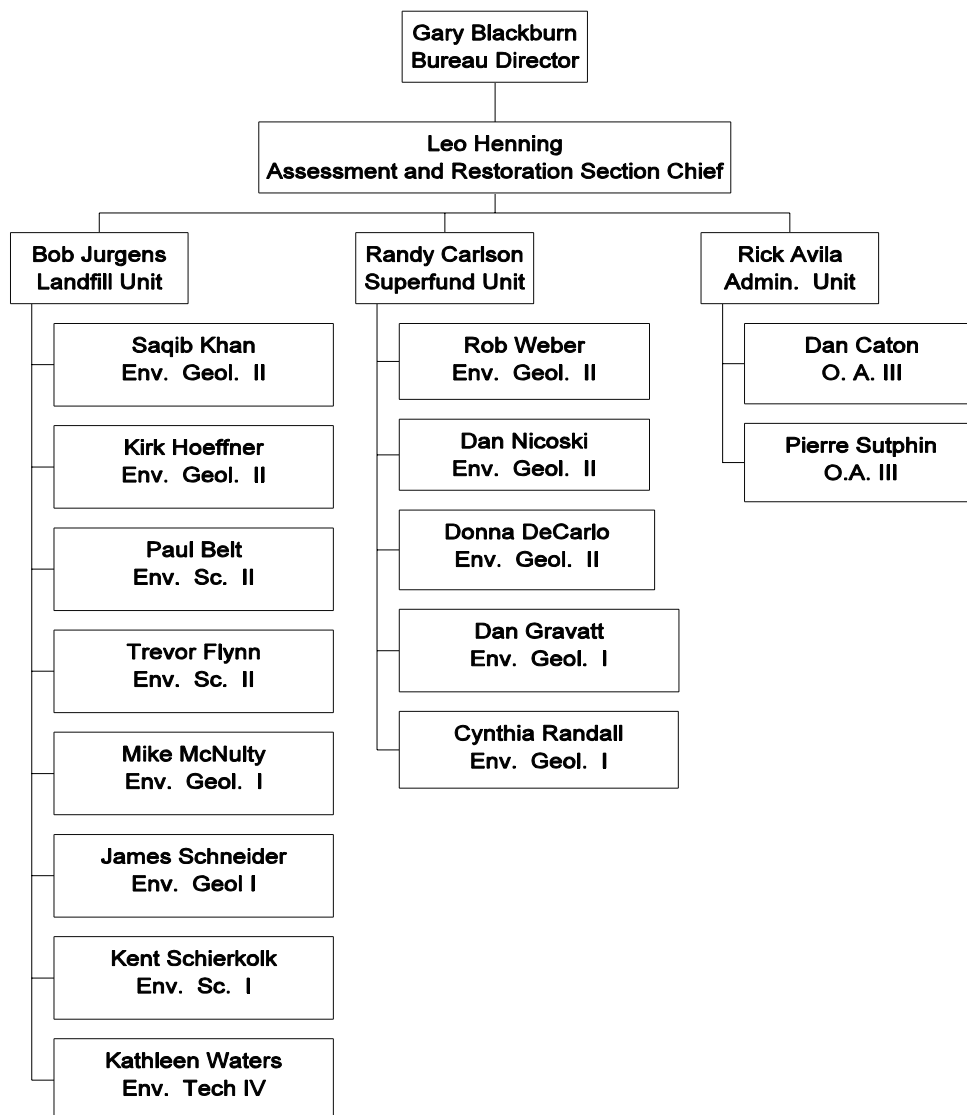 Gary Blackburn
Bureau Director
Leo Henning
Assessment and Restoration Section Chief
Bob Jurgens
Landfill Unit
Saqib Khan
Env. Geol. II
Kirk Hoeffner
Env. Geol. II
Paul Belt
Env. Sc. II
Trevor Flynn
Env. Sc. II
Mike McNulty
Env. Geol. I
James Schneider
Env. Geol I
Kent Schierkolk
Env. Sc. I
Kathleen Waters
Env. Tech IV
Randy Carlson
Superfund Unit
Rob Weber
Env. Geol. II
Dan Nicoski
Env. Geol. II
Donna DeCarlo
Env. Geol. II
Dan Gravatt
Env. Geol. I
Cynthia Randall
Env. Geol. I
Rick Avila
Admin. Unit
Dan Caton
O. A. III
Pierre Sutphin
O.A. III